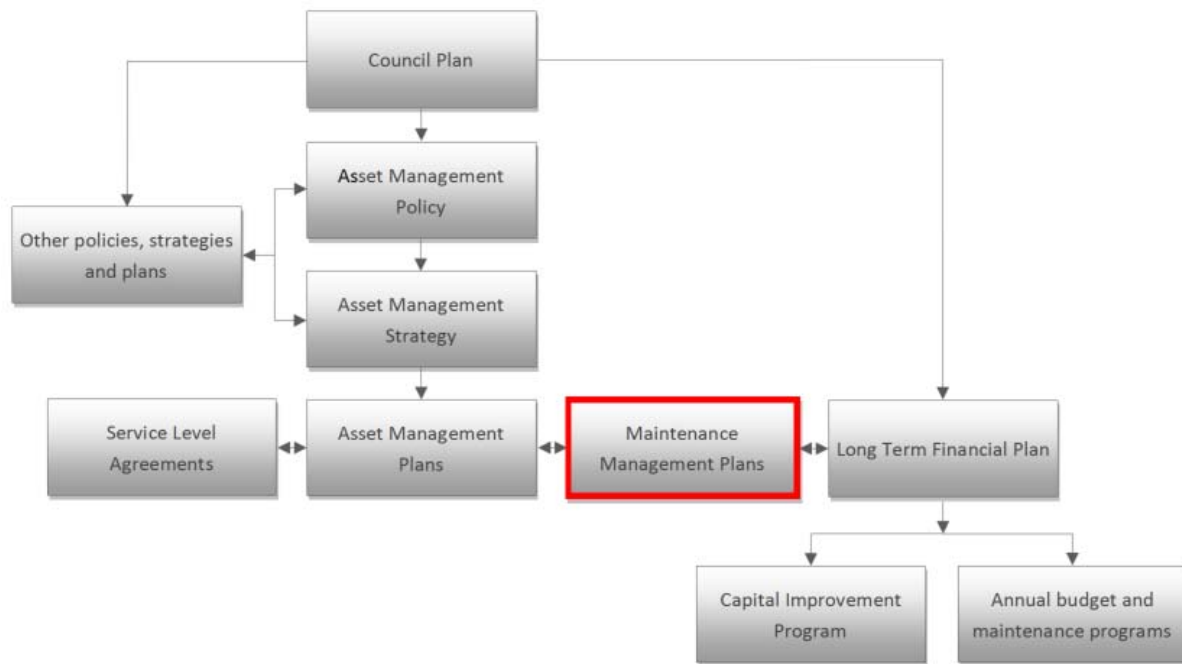 Council Plan
Asset Management
Policy
Other policies, strategies
and plans
Asset Management
Strategy
Service Level
Agreements
Asset Management
Plans
Maintenance
Management Plans
Long Term Financial Plan
Capital Improvement
Program
Annual budget and
maintenance programs